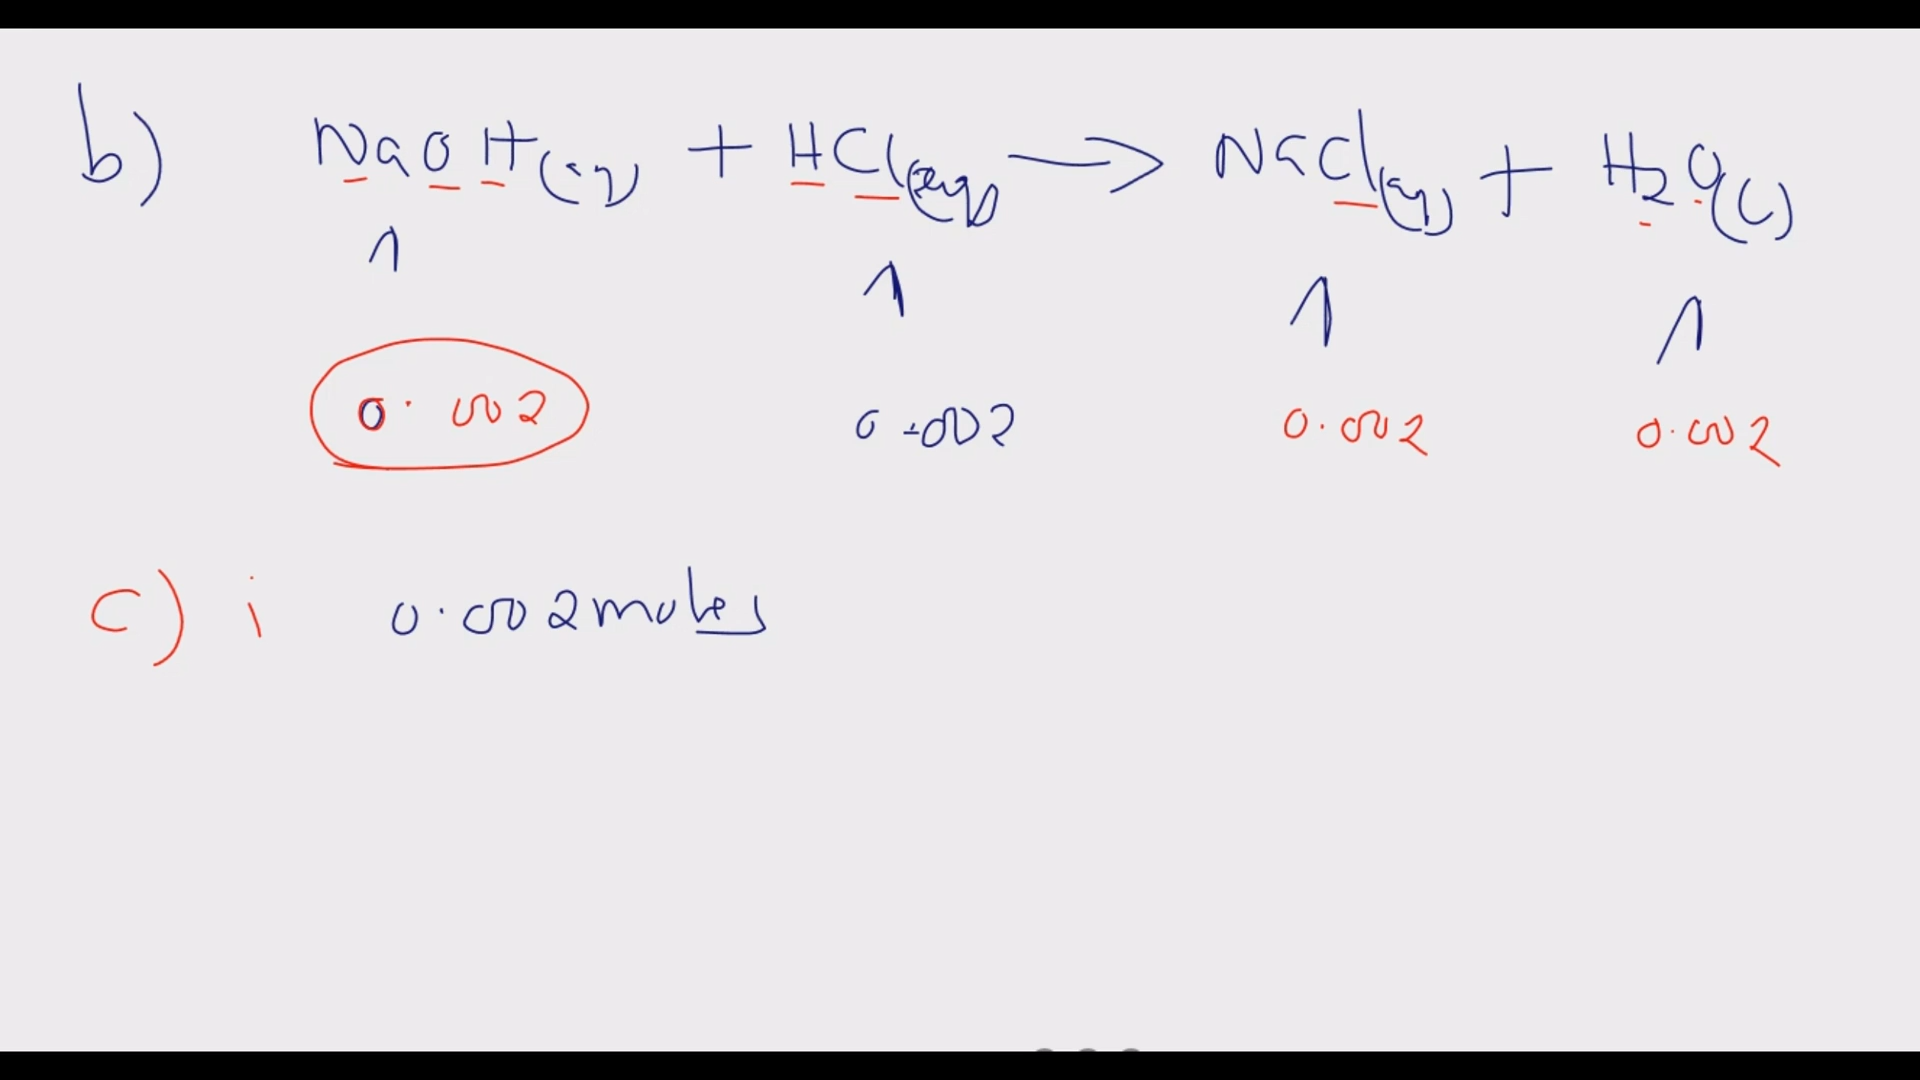 b) NaOH(aq) + HCl(aq) → NaCl(aq) + H₂O(l)
1 1 1 1
0.002 0.002 0.002 0.002
c) i 0.002 moles